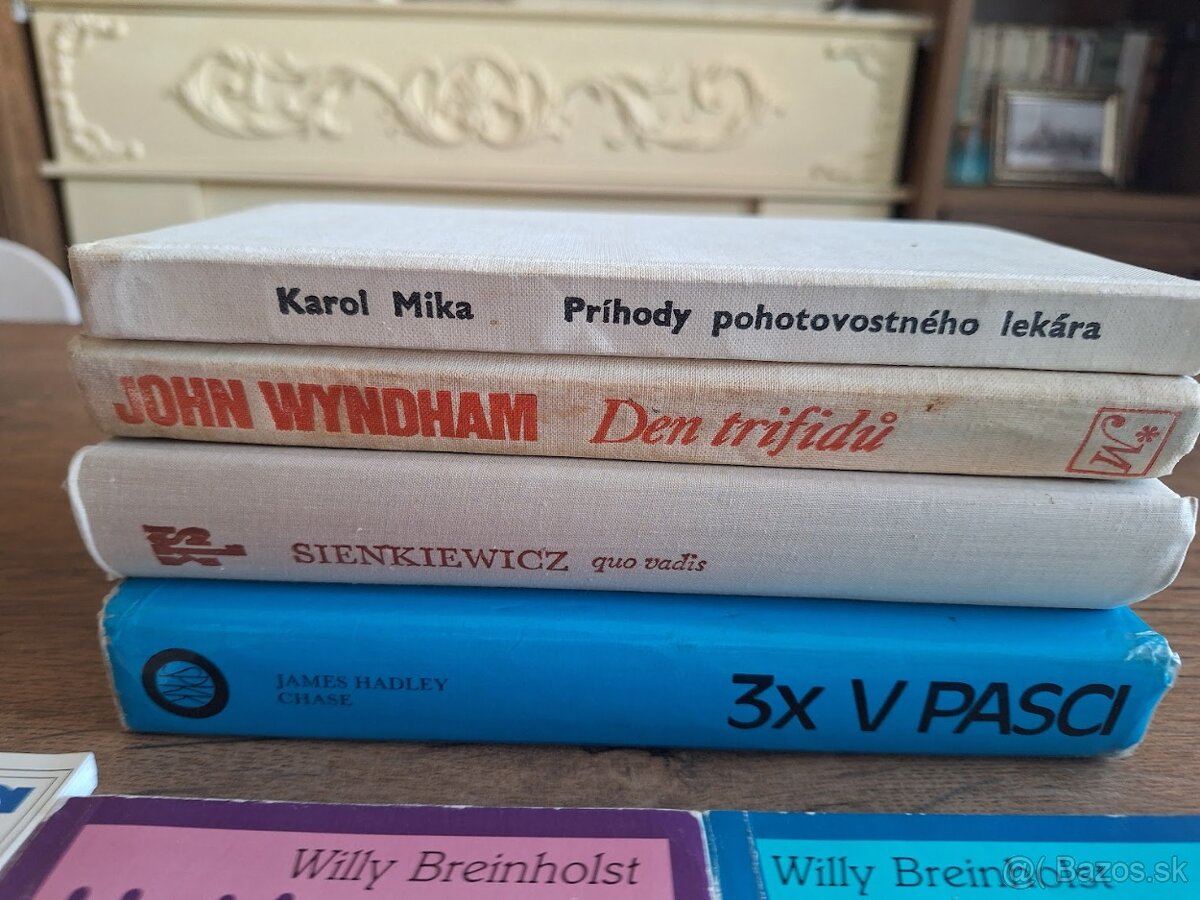 Karol Mika Príhody pohotovostného lekára
JOHN WYNDHAM Den trifidů
*M
SIENKIEWICZ quo vadis
JAMES HADLEY
CHASE
3x V PASCI
Willy Breinholst
Willy Breinholst
@( Bazos.sk